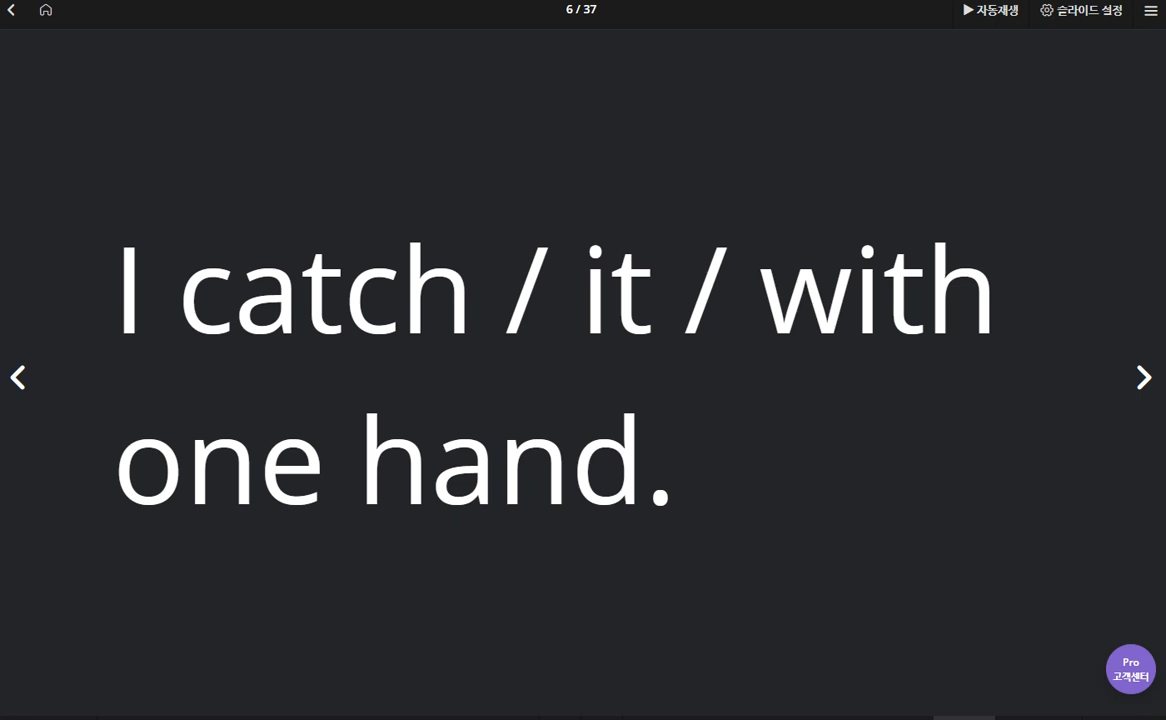 6 / 37
자동재생
슬라이드 설정
I catch / it / with
one hand.
Pro
고객센터